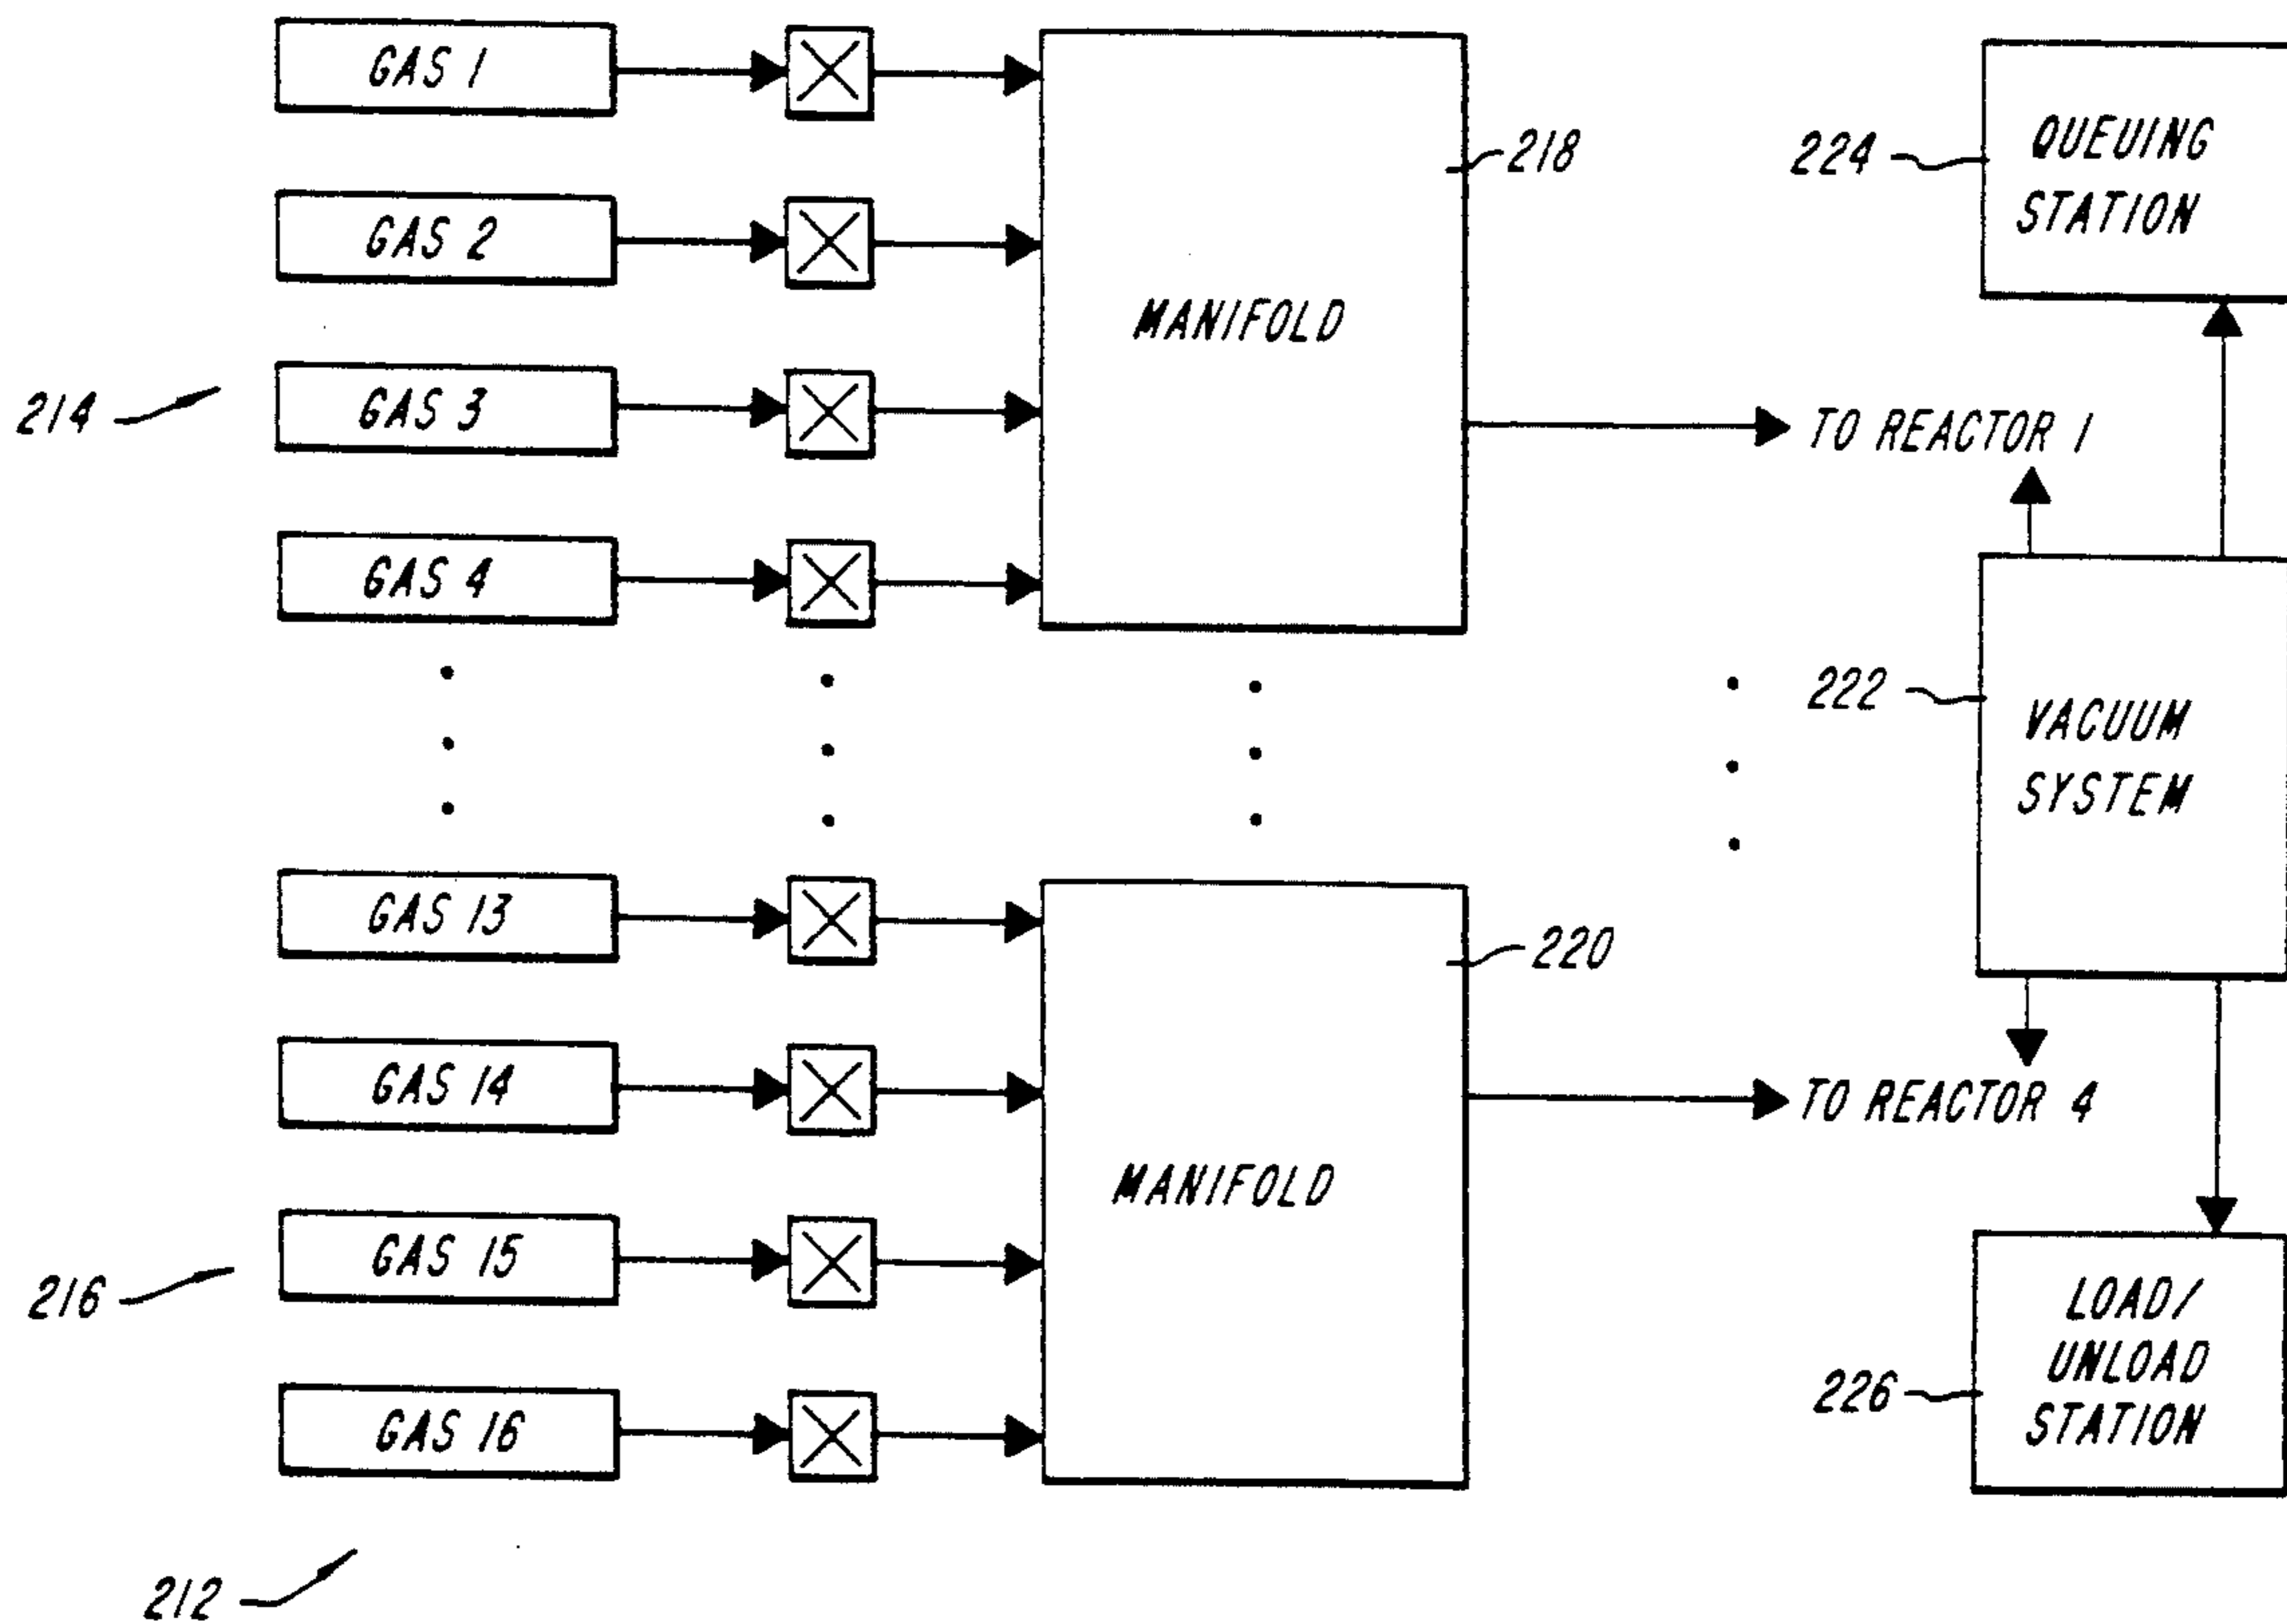 GAS 1
GAS 2
GAS 3
GAS 4
214
MANIFOLD
218
TO REACTOR 1
224
QUEUING
STATION
222
VACUUM
SYSTEM
GAS 13
GAS 14
GAS 15
GAS 16
216
MANIFOLD
220
TO REACTOR 4
226
LOAD/
UNLOAD
STATION
212